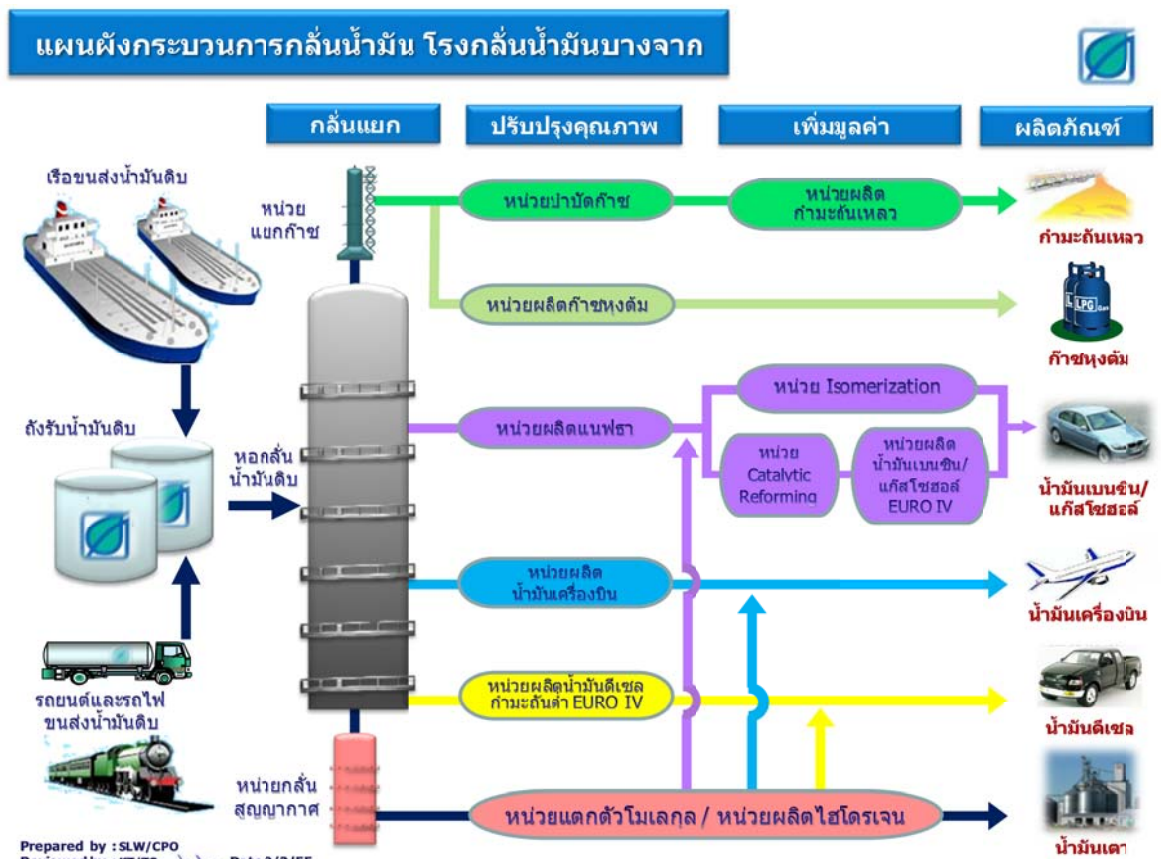 แผนผังกระบวนการกลั่นน้ำมัน โรงกลั่นน้ำมันบางจาก
กลั่นแยก
ปรับปรุงคุณภาพ
เพิ่มมูลค่า
ผลิตภัณฑ์
เรือขนส่งน้ำมันดิบ
หน่วย
แยกก๊าซ
หน่วยบำบัดก๊าซ
หน่วยผลิต
กำมะถันเหลว
กำมะถันเหลว
หน่วยผลิตก๊าซหุงต้ม
LPG Gas
ก๊าซหุงต้ม
ถังรับน้ำมันดิบ
หอกลั่น
น้ำมันดิบ
หน่วยผลิตแนฟธา
หน่วย Isomerization
หน่วย
Catalytic
Reforming
หน่วยผลิต
น้ำมันเบนซิน/
แก๊สโซฮอล์
EURO IV
น้ำมันเบนซิน/
แก๊สโซฮอล์
หน่วยผลิต
น้ำมันเครื่องบิน
น้ำมันเครื่องบิน
รถยนต์และรถไฟ
ขนส่งน้ำมันดิบ
หน่วยผลิตน้ำมันดีเซล
กำมะถันต่ำ EURO IV
น้ำมันดีเซล
หน่วยกลั่น
สูญญากาศ
หน่วยแตกตัวโมเลกุล / หน่วยผลิตไฮโดรเจน
น้ำมันเตา
Prepared by : SLW/CPO